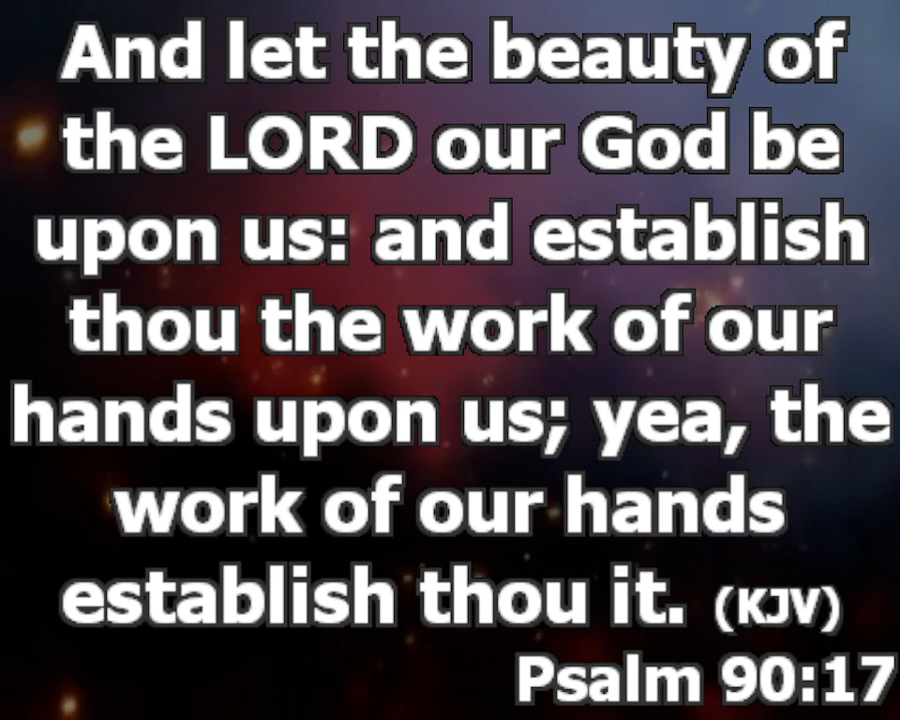 And let the beauty of
the LORD our God be
upon us: and establish
thou the work of our
hands upon us; yea, the
work of our hands
establish thou it. (KJV)
Psalm 90:17